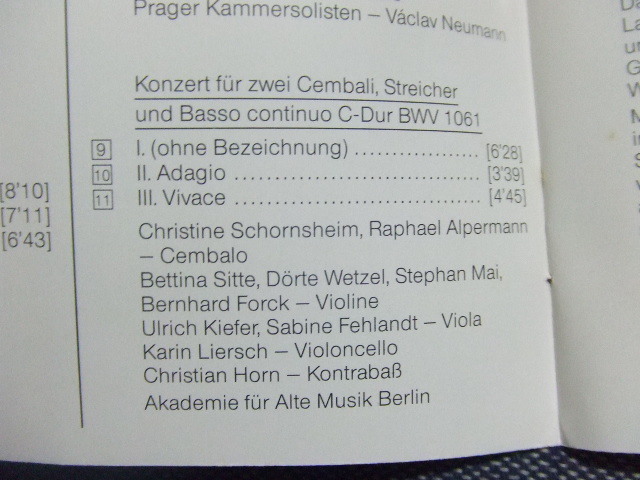 Prager Kammersolisten – Václav Neumann
Konzert für zwei Cembali, Streicher
und Basso continuo C-Dur BWV 1061
9 I. (ohne Bezeichnung) .................. [6'28]
10 II. Adagio .................................... [3'39]
11 III. Vivace .................................... [4'45]
[8'10]
[7'11]
[6'43]
Christine Schornsheim, Raphael Alpermann
– Cembalo
Bettina Sitte, Dörte Wetzel, Stephan Mai,
Bernhard Forck – Violine
Ulrich Kiefer, Sabine Fehlandt – Viola
Karin Liersch – Violoncello
Christian Horn – Kontrabaß
Akademie für Alte Musik Berlin